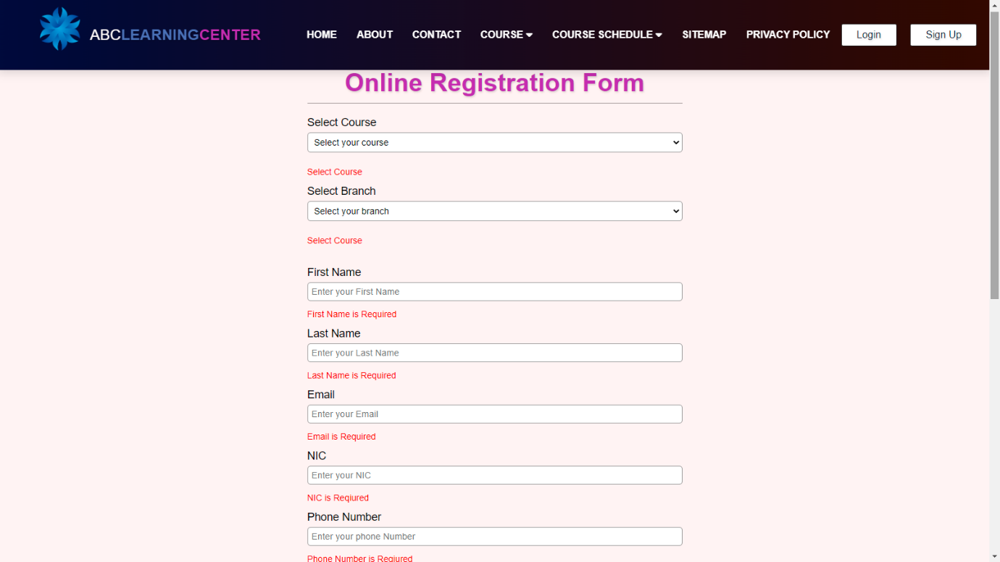 ABCLEARNINGCENTER HOME ABOUT CONTACT COURSE COURSE SCHEDULE SITEMAP PRIVACY POLICY Login Sign Up
Online Registration Form
Select Course
Select your course
Select Course
Select Branch
Select your branch
Select Course
First Name
Enter your First Name
First Name is Required
Last Name
Enter your Last Name
Last Name is Required
Email
Enter your Email
Email is Required
NIC
Enter your NIC
NIC is Reqiured
Phone Number
Enter your phone Number
Phone Number is Reqiured